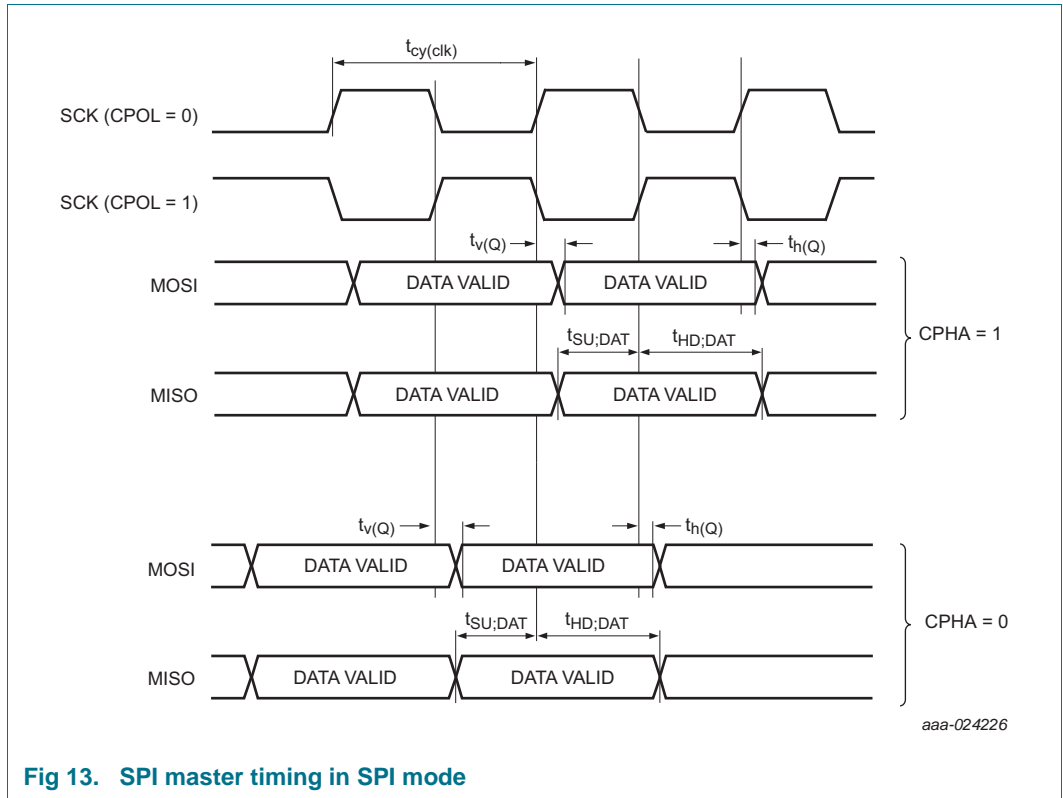 tcy(clk)
SCK (CPOL = 0)
SCK (CPOL = 1)
tv(Q)
th(Q)
MOSI
DATA VALID
DATA VALID
CPHA = 1
tSU;DAT
tHD;DAT
MISO
DATA VALID
DATA VALID
tv(Q)
th(Q)
MOSI
DATA VALID
DATA VALID
CPHA = 0
tSU;DAT
tHD;DAT
MISO
DATA VALID
DATA VALID
aaa-024226
Fig 13. SPI master timing in SPI mode